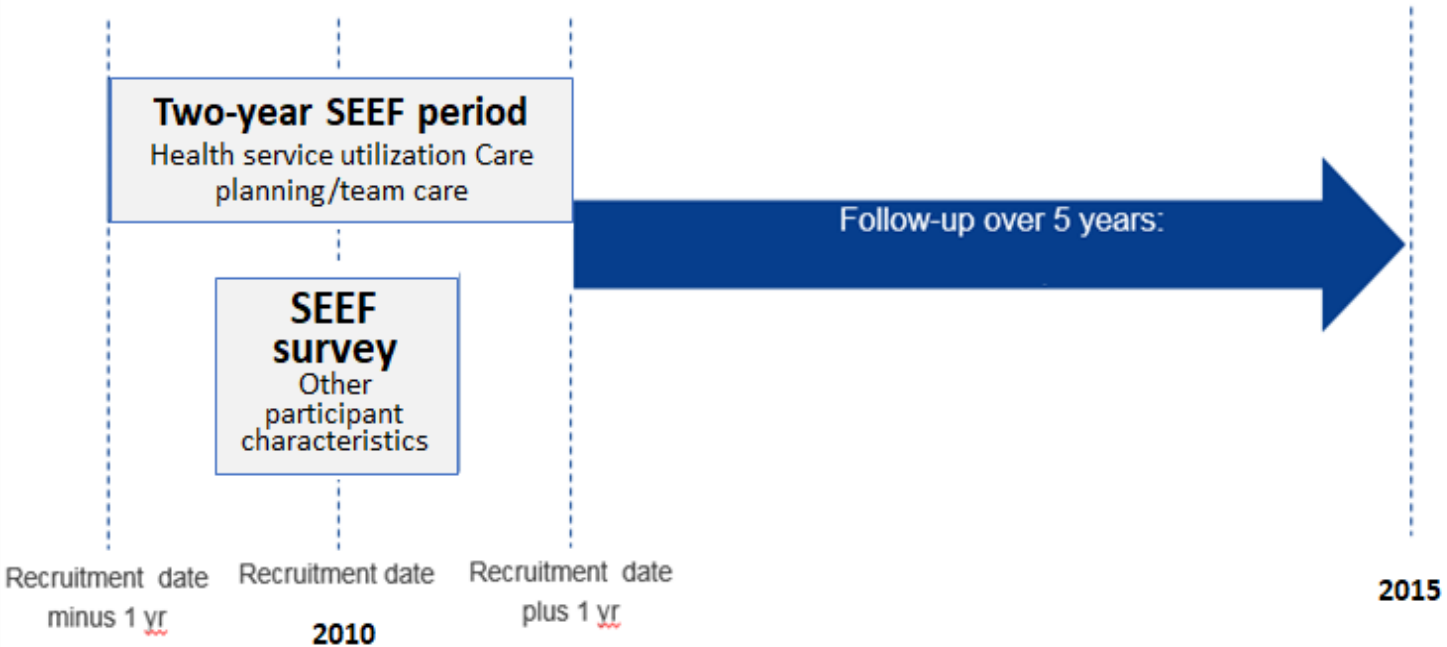 Two-year SEEF period
Health service utilization Care
planning/team care
Follow-up over 5 years:
SEEF
survey
Other
participant
characteristics
Recruitment date
minus 1 yr
Recruitment date
2010
Recruitment date
plus 1 yr
2015